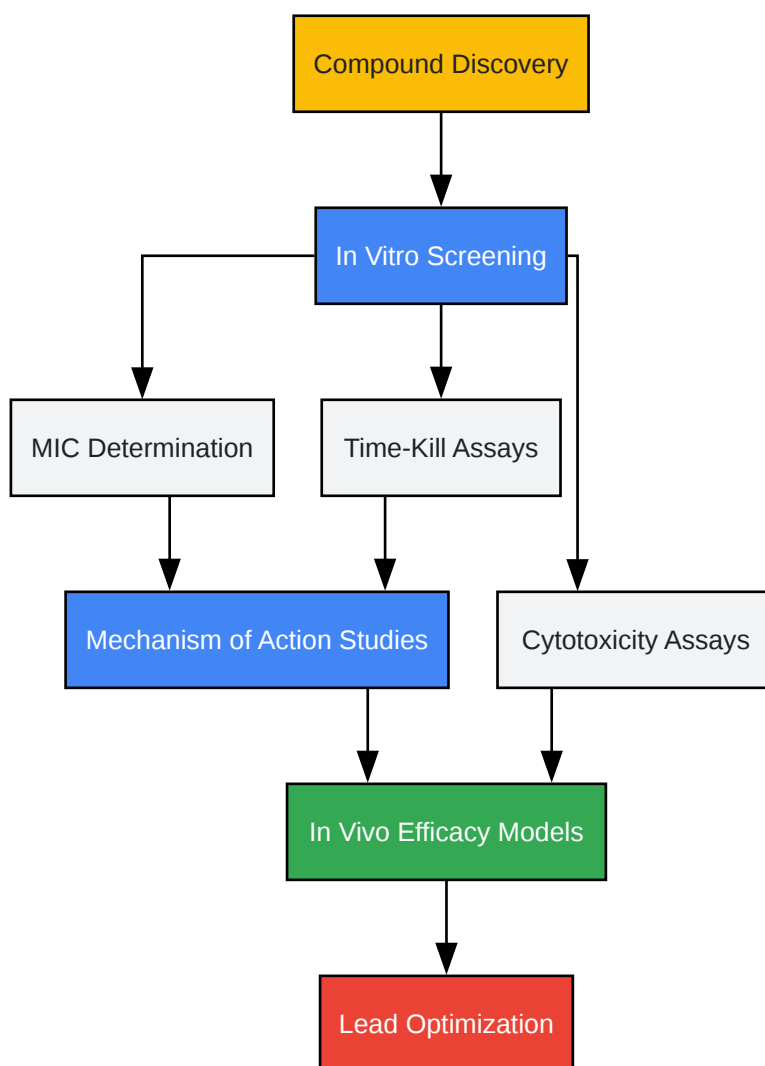 Compound Discovery
In Vitro Screening
MIC Determination
Time-Kill Assays
Mechanism of Action Studies
Cytotoxicity Assays
In Vivo Efficacy Models
Lead Optimization